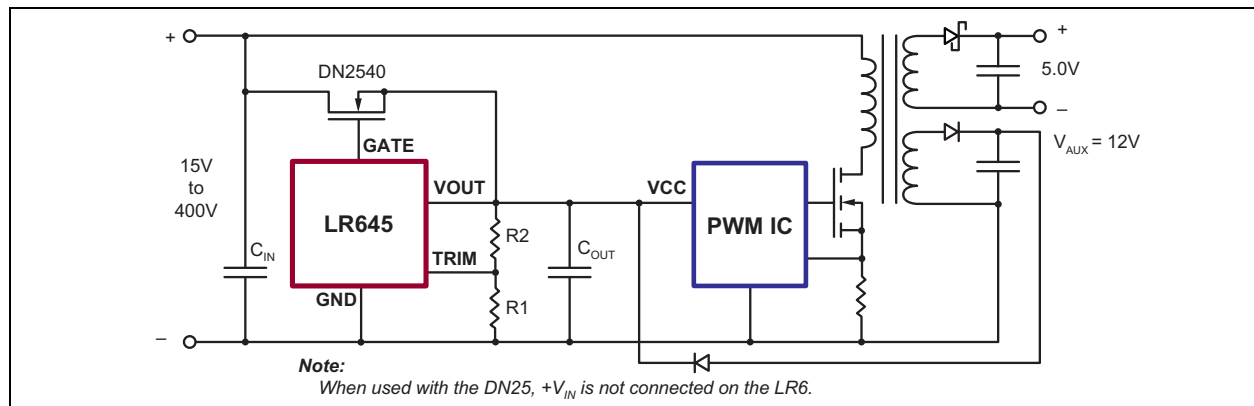 +
DN2540
GATE
15V
to
400V
LR645
VOUT
TRIM
GND
C_IN
R2
R1
C_OUT
VCC
PWM IC
+
5.0V
–
V_AUX = 12V
–
Note:
When used with the DN25, +V_IN is not connected on the LR6.